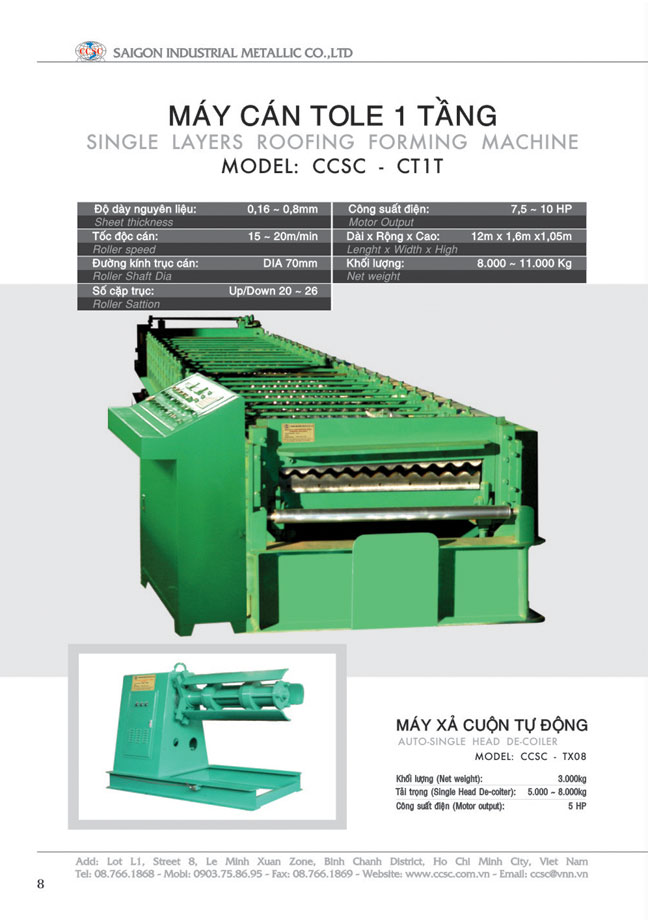 CCSC SAIGON INDUSTRIAL METALLIC CO.,LTD
MÁY CÁN TOLE 1 TẦNG
SINGLE LAYERS ROOFING FORMING MACHINE
MODEL: CCSC - CT1T
Độ dày nguyên liệu: 0,16 ~ 0,8mm
Sheet thickness
Tốc độc cán: 15 ~ 20m/min
Roller speed
Đường kính trục cán: DIA 70mm
Roller Shaft Dia
Số cặp trục: Up/Down 20 ~ 26
Roller Sattion
Công suất điện: 7,5 ~ 10 HP
Motor Output
Dài x Rộng x Cao: 12m x 1,6m x1,05m
Lenght x Width x High
Khối lượng: 8.000 ~ 11.000 Kg
Net weight
MÁY XẢ CUỘN TỰ ĐỘNG
AUTO-SINGLE HEAD DE-COILER
MODEL: CCSC - TX08
Khối lượng (Net weight): 3.000kg
Tải trọng (Single Head De-coiter): 5.000 ~ 8.000kg
Công suất điện (Motor output): 5 HP
Add: Lot L1, Street 8, Le Minh Xuan Zone, Binh Chanh District, Ho Chi Minh City, Viet Nam
Tel: 08.766.1868 - Mobi: 0903.75.86.95 - Fax: 08.766.1869 - Website: www.ccsc.com.vn - Email: ccsc@vnn.vn
8